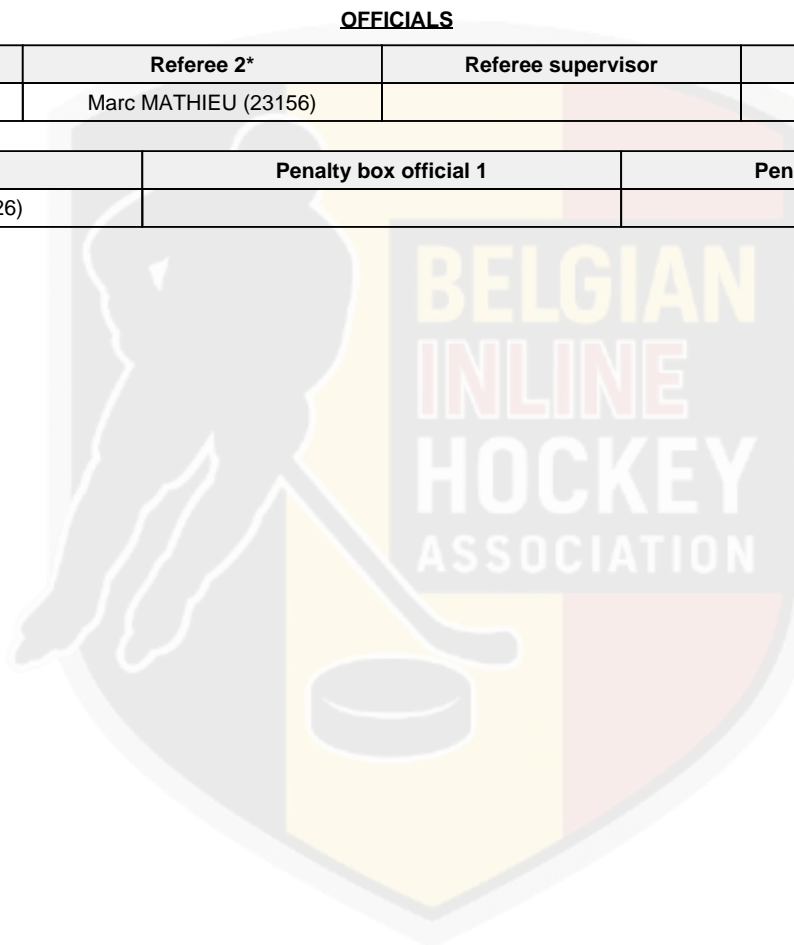 OFFICIALS
Referee 2* Referee supervisor
Marc MATHIEU (23156)
Penalty box official 1 Pen
26)
BELGIAN
INLINE
HOCKEY
ASSOCIATION